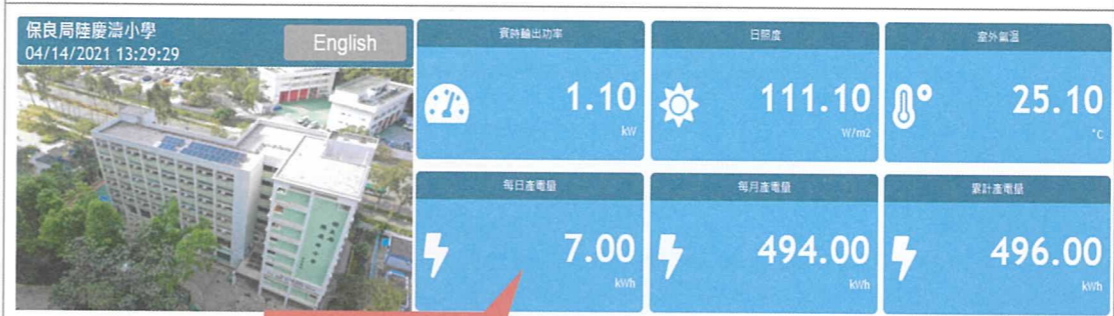 保良局陸慶濤小學
04/14/2021 13:29:29
English
實時輸出功率
1.10
kW
日照度
111.10
W/m2
室外氣温
25.10
°C
每日產電量
7.00
kWh
每月產電量
494.00
kWh
累計產電量
496.00
kWh